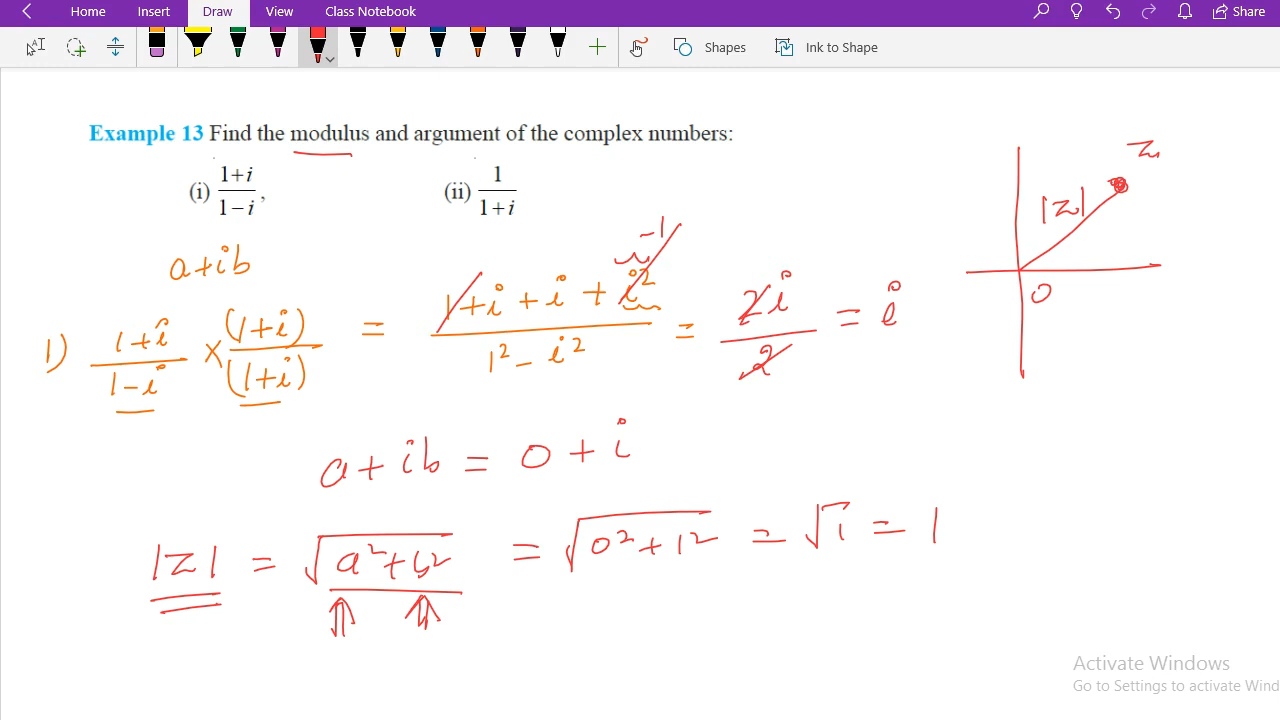 Home Insert Draw View Class Notebook Share
Shapes Ink to Shape
Example 13 Find the modulus and argument of the complex numbers:
(i) (1+i)/(1−i), (ii) 1/(1+i)
z
|z|
0
a+ib
1) (1+i)/(1−i) × (1+i)/(1+i) = (1+i+i+i² −1)/(1²−i²) = 2i/2 = i
a+ib = 0+i
|z| = √(a²+b²) = √(0²+1²) = √1 = 1
Activate Windows
Go to Settings to activate Wind